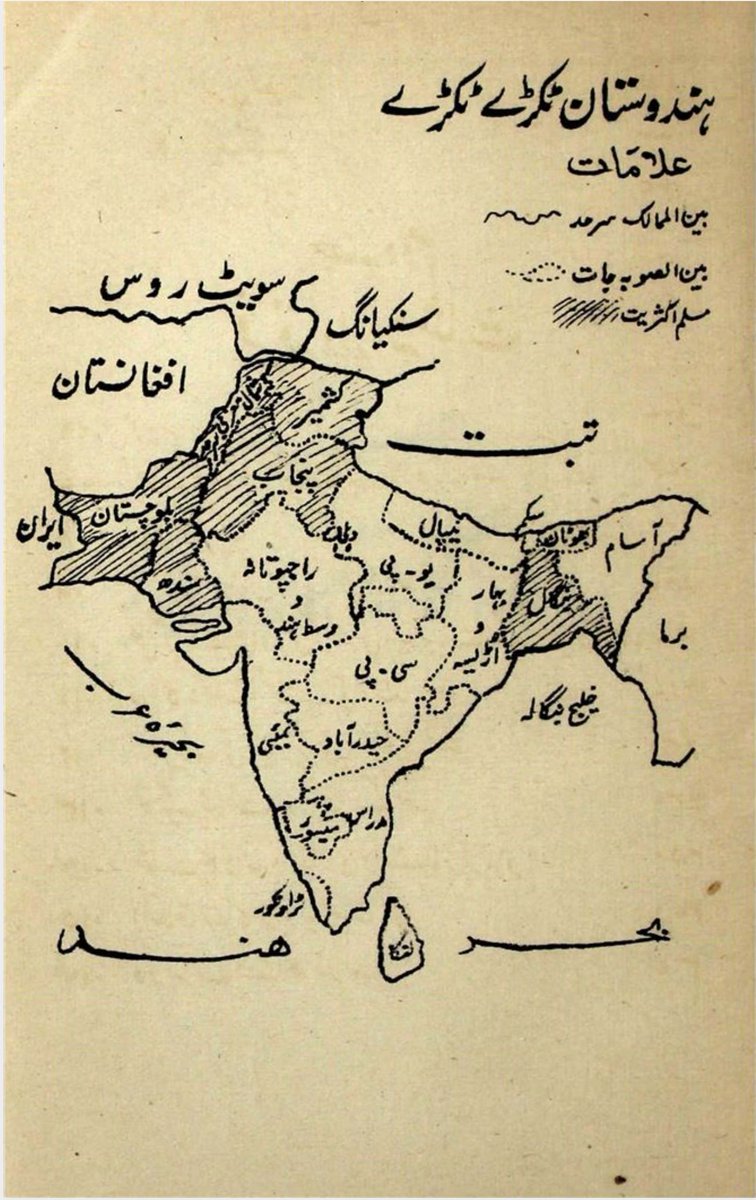 ہندوستان ٹکڑے ٹکڑے
علامات
بین الممالک سرحد
بین الصوبہ جات
مسلم اکثریت
سوویٹ روس
سنکیانگ
افغانستان
کشمیر
تبت
پنجاب
ایران
بلوچستان
دہلی
نیپال
بھوٹان
آسام
سندھ
راجپوتانہ
و
وسط ہند
یو-پی
بہار
و
اڑیسہ
بنگال
برما
سی-پی
بحیرہ عرب
خلیج بنگالہ
بمبئی
حیدرآباد
مدراس
میسور
ٹراونکور
لنکا
بحر ہند